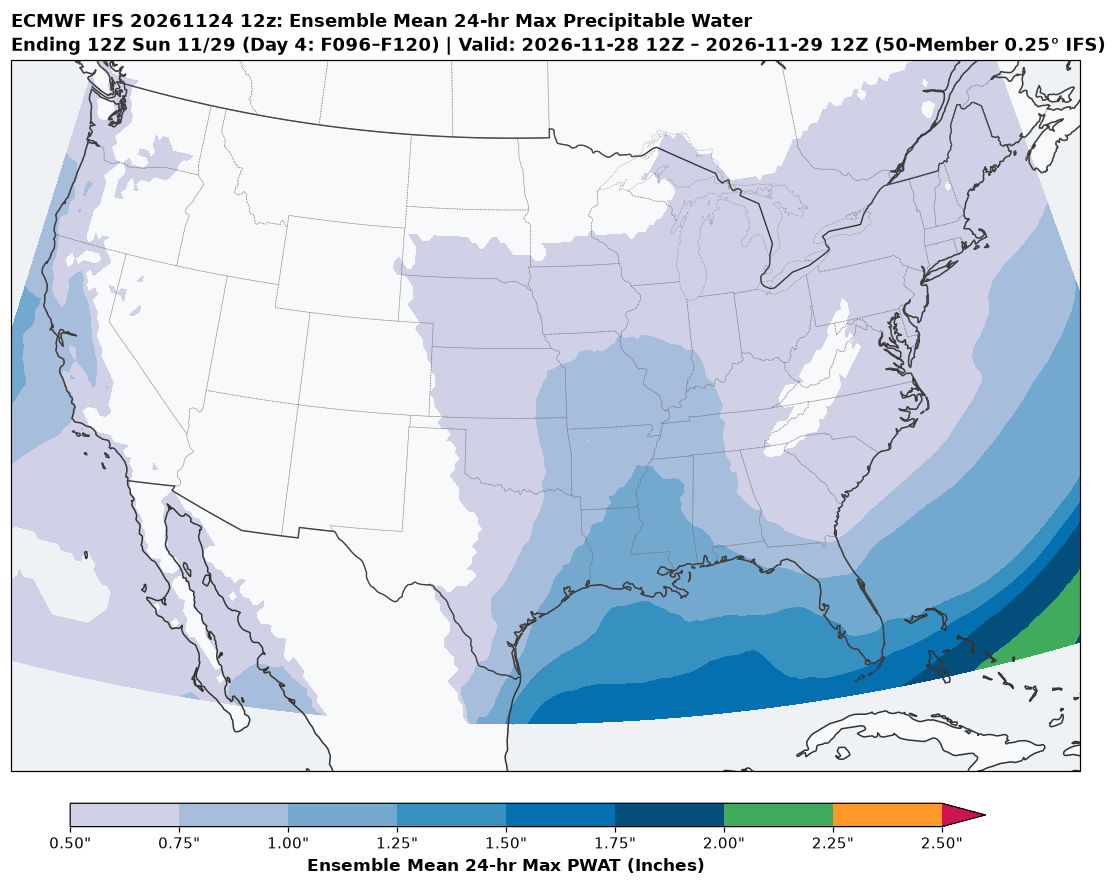 ECMWF IFS 20261124 12z: Ensemble Mean 24-hr Max Precipitable Water
Ending 12Z Sun 11/29 (Day 4: F096–F120) | Valid: 2026-11-28 12Z – 2026-11-29 12Z (50-Member 0.25° IFS)
0.50" 0.75" 1.00" 1.25" 1.50" 1.75" 2.00" 2.25" 2.50"
Ensemble Mean 24-hr Max PWAT (Inches)